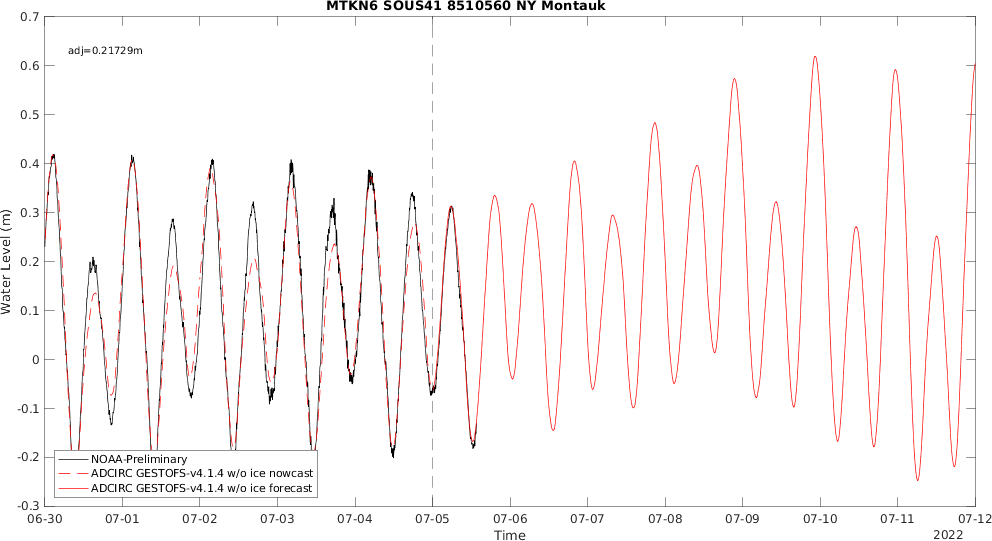 MTKN6 SOUS41 8510560 NY Montauk
adj=0.21729m
0.7
0.6
0.5
0.4
0.3
0.2
0.1
0
-0.1
-0.2
-0.3
Water Level (m)
NOAA-Preliminary
ADCIRC GESTOFS-v4.1.4 w/o ice nowcast
ADCIRC GESTOFS-v4.1.4 w/o ice forecast
06-30 07-01 07-02 07-03 07-04 07-05 07-06 07-07 07-08 07-09 07-10 07-11 07-12
Time
2022